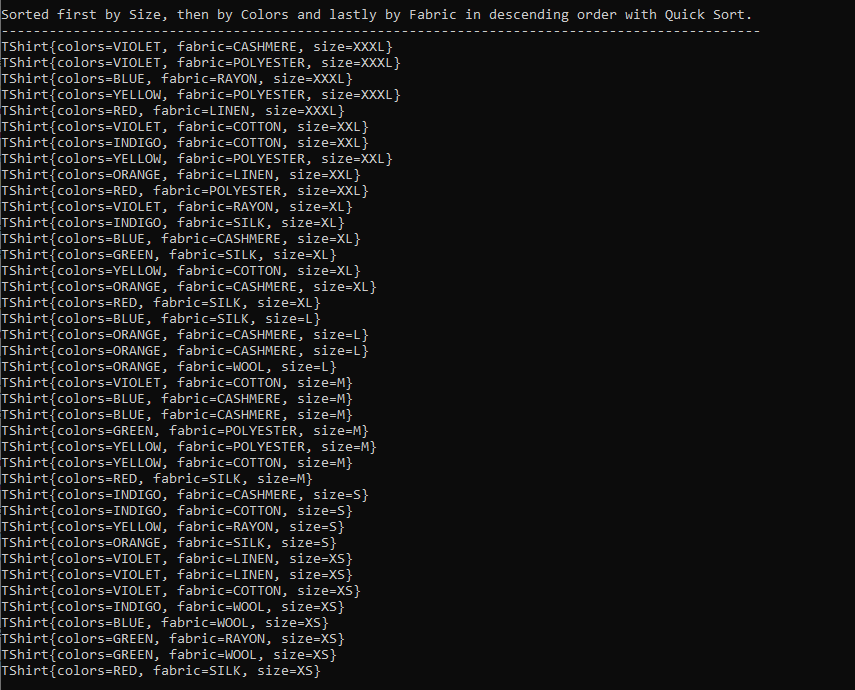 Sorted first by Size, then by Colors and lastly by Fabric in descending order with Quick Sort.
-----------------------------------------------------------------------------------------------
TShirt{colors=VIOLET, fabric=CASHMERE, size=XXXL}
TShirt{colors=VIOLET, fabric=POLYESTER, size=XXXL}
TShirt{colors=BLUE, fabric=RAYON, size=XXXL}
TShirt{colors=YELLOW, fabric=POLYESTER, size=XXXL}
TShirt{colors=RED, fabric=LINEN, size=XXXL}
TShirt{colors=VIOLET, fabric=COTTON, size=XXL}
TShirt{colors=INDIGO, fabric=COTTON, size=XXL}
TShirt{colors=YELLOW, fabric=POLYESTER, size=XXL}
TShirt{colors=ORANGE, fabric=LINEN, size=XXL}
TShirt{colors=RED, fabric=POLYESTER, size=XXL}
TShirt{colors=VIOLET, fabric=RAYON, size=XL}
TShirt{colors=INDIGO, fabric=SILK, size=XL}
TShirt{colors=BLUE, fabric=CASHMERE, size=XL}
TShirt{colors=GREEN, fabric=SILK, size=XL}
TShirt{colors=YELLOW, fabric=COTTON, size=XL}
TShirt{colors=ORANGE, fabric=CASHMERE, size=XL}
TShirt{colors=RED, fabric=SILK, size=XL}
TShirt{colors=BLUE, fabric=SILK, size=L}
TShirt{colors=ORANGE, fabric=CASHMERE, size=L}
TShirt{colors=ORANGE, fabric=CASHMERE, size=L}
TShirt{colors=ORANGE, fabric=WOOL, size=L}
TShirt{colors=VIOLET, fabric=COTTON, size=M}
TShirt{colors=BLUE, fabric=CASHMERE, size=M}
TShirt{colors=BLUE, fabric=CASHMERE, size=M}
TShirt{colors=GREEN, fabric=POLYESTER, size=M}
TShirt{colors=YELLOW, fabric=POLYESTER, size=M}
TShirt{colors=YELLOW, fabric=COTTON, size=M}
TShirt{colors=RED, fabric=SILK, size=M}
TShirt{colors=INDIGO, fabric=CASHMERE, size=S}
TShirt{colors=INDIGO, fabric=COTTON, size=S}
TShirt{colors=YELLOW, fabric=RAYON, size=S}
TShirt{colors=ORANGE, fabric=SILK, size=S}
TShirt{colors=VIOLET, fabric=LINEN, size=XS}
TShirt{colors=VIOLET, fabric=LINEN, size=XS}
TShirt{colors=VIOLET, fabric=COTTON, size=XS}
TShirt{colors=INDIGO, fabric=WOOL, size=XS}
TShirt{colors=BLUE, fabric=WOOL, size=XS}
TShirt{colors=GREEN, fabric=RAYON, size=XS}
TShirt{colors=GREEN, fabric=WOOL, size=XS}
TShirt{colors=RED, fabric=SILK, size=XS}